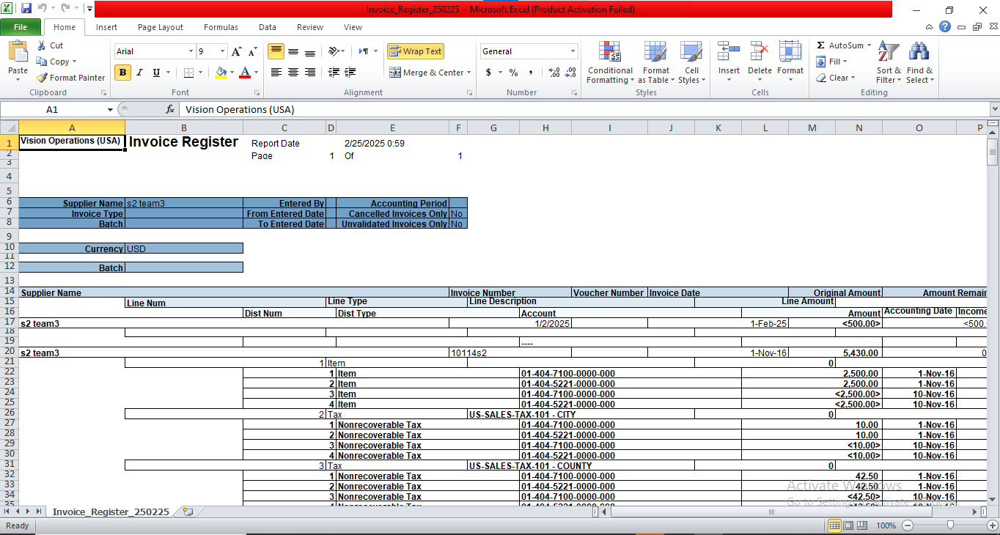 Invoice_Register_250225 - Microsoft Excel (Product Activation Failed)
File Home Insert Page Layout Formulas Data Review View
Paste Cut Copy Format Painter
Arial 9 A A Wrap Text General
B I U A Merge & Center $ % ,
Conditional Formatting Format as Table Cell Styles Insert Delete Format
Σ AutoSum Fill Clear Sort & Filter Find & Select
Clipboard Font Alignment Number Styles Cells Editing
A1 fx Vision Operations (USA)
A B C D E F G H I J K L M N O P
1 Vision Operations (USA) Invoice Register Report Date 2/25/2025 0:59
2 Page 1 Of 1
3
4
5
6 Supplier Name s2 team3 Entered By Accounting Period
7 Invoice Type From Entered Date Cancelled Invoices Only No
8 Batch To Entered Date Unvalidated Invoices Only No
9
10 Currency USD
11
12 Batch
13
14 Supplier Name Invoice Number Voucher Number Invoice Date Original Amount Amount Remain
15 Line Num Line Type Line Description Line Amount
16 Dist Num Dist Type Account Amount Accounting Date Income
17 s2 team3 1/2/2025 1-Feb-25 <500.00> <500.
18
19 ----
20 s2 team3 10114s2 1-Nov-16 5,430.00 0
21 1 Item 0
22 1 Item 01-404-7100-0000-000 2,500.00 1-Nov-16
23 2 Item 01-404-5221-0000-000 2,500.00 1-Nov-16
24 3 Item 01-404-7100-0000-000 <2,500.00> 10-Nov-16
25 4 Item 01-404-5221-0000-000 <2,500.00> 10-Nov-16
26 2 Tax US-SALES-TAX-101 - CITY 0
27 1 Nonrecoverable Tax 01-404-7100-0000-000 10.00 1-Nov-16
28 2 Nonrecoverable Tax 01-404-5221-0000-000 10.00 1-Nov-16
29 3 Nonrecoverable Tax 01-404-7100-0000-000 <10.00> 10-Nov-16
30 4 Nonrecoverable Tax 01-404-5221-0000-000 <10.00> 10-Nov-16
31 3 Tax US-SALES-TAX-101 - COUNTY 0
32 1 Nonrecoverable Tax 01-404-7100-0000-000 42.50 1-Nov-16
33 2 Nonrecoverable Tax 01-404-5221-0000-000 42.50 1-Nov-16
Activate Windows
34 3 Nonrecoverable Tax 01-404-7100-0000-000 <42.50> 10-Nov-16
Go to Settings to activate Windows.
35
Invoice_Register_250225
Ready 100%